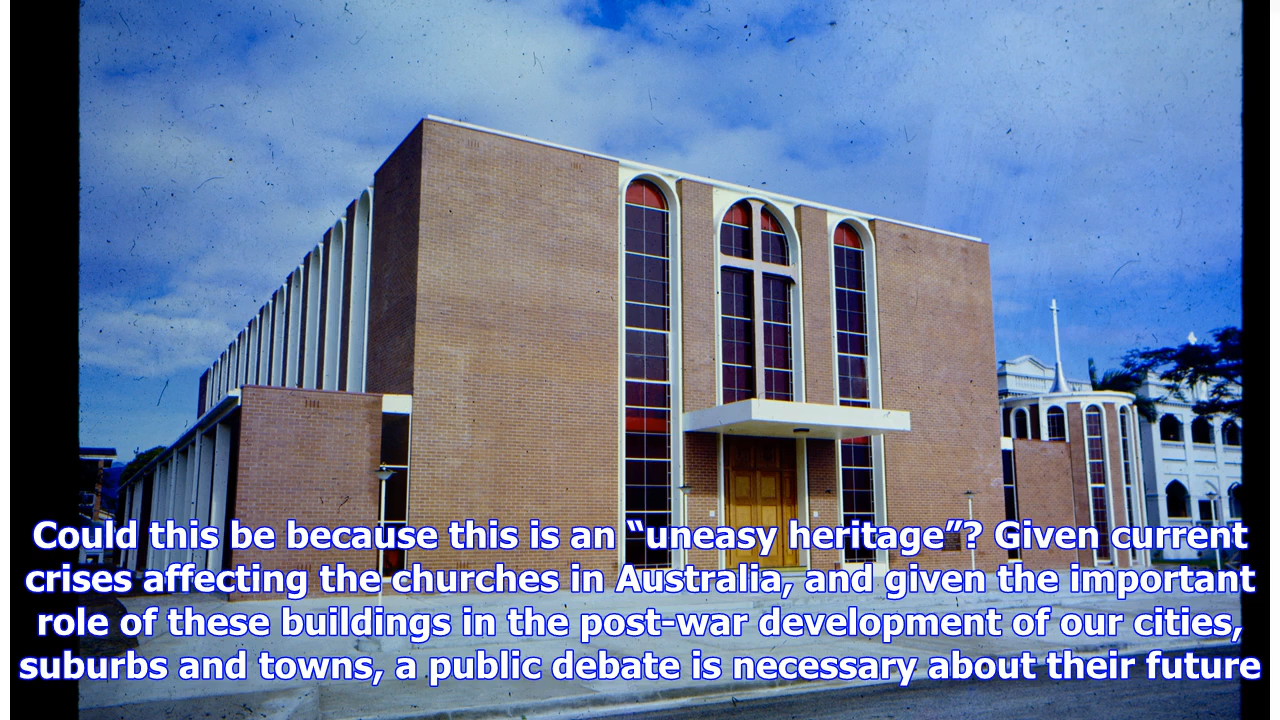 Could this be because this is an “uneasy heritage”? Given current
crises affecting the churches in Australia, and given the important
role of these buildings in the post-war development of our cities,
suburbs and towns, a public debate is necessary about their future